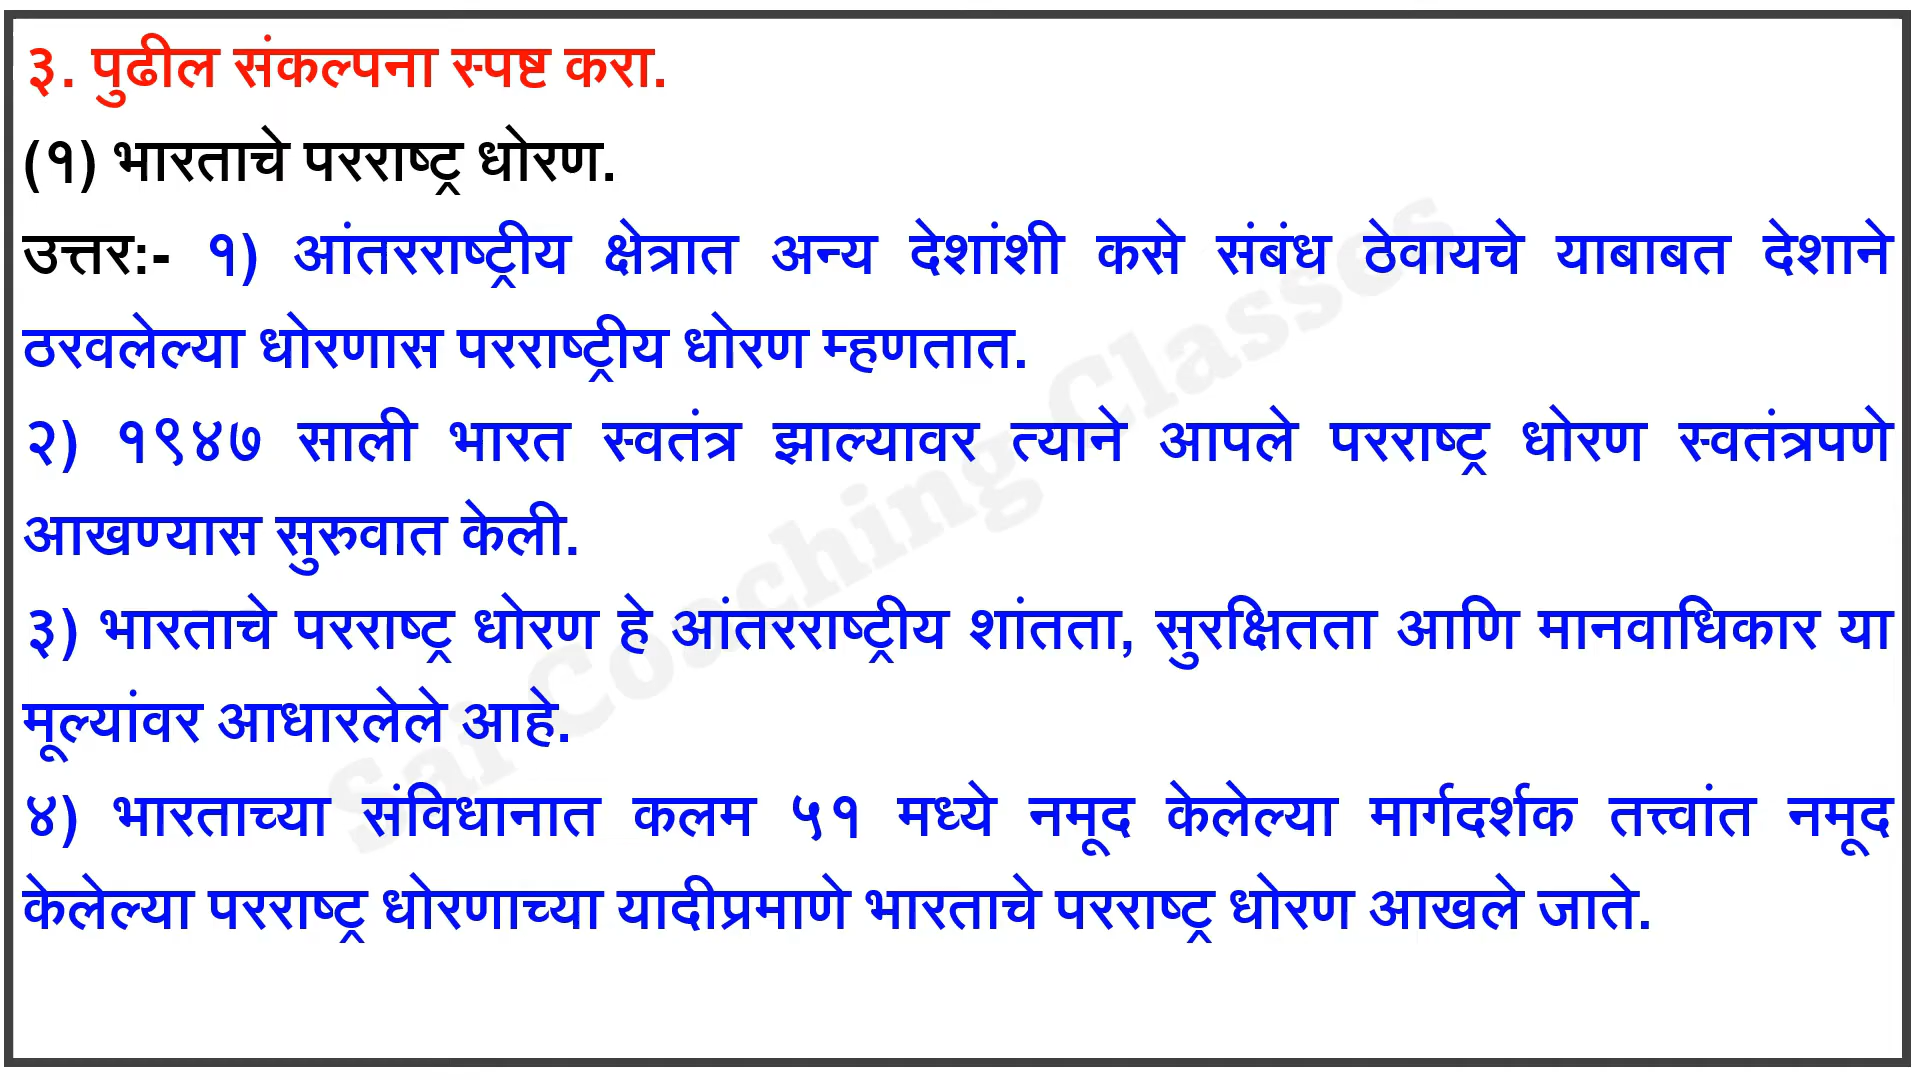 ३. पुढील संकल्पना स्पष्ट करा.
(१) भारताचे परराष्ट्र धोरण.
उत्तर:- १) आंतरराष्ट्रीय क्षेत्रात अन्य देशांशी कसे संबंध ठेवायचे याबाबत देशाने
ठरवलेल्या धोरणास परराष्ट्रीय धोरण म्हणतात.
२) १९४७ साली भारत स्वतंत्र झाल्यावर त्याने आपले परराष्ट्र धोरण स्वतंत्रपणे
आखण्यास सुरुवात केली.
३) भारताचे परराष्ट्र धोरण हे आंतरराष्ट्रीय शांतता, सुरक्षितता आणि मानवाधिकार या
मूल्यांवर आधारलेले आहे.
४) भारताच्या संविधानात कलम ५१ मध्ये नमूद केलेल्या मार्गदर्शक तत्त्वांत नमूद
केलेल्या परराष्ट्र धोरणाच्या यादीप्रमाणे भारताचे परराष्ट्र धोरण आखले जाते.
Sai Coaching Classes